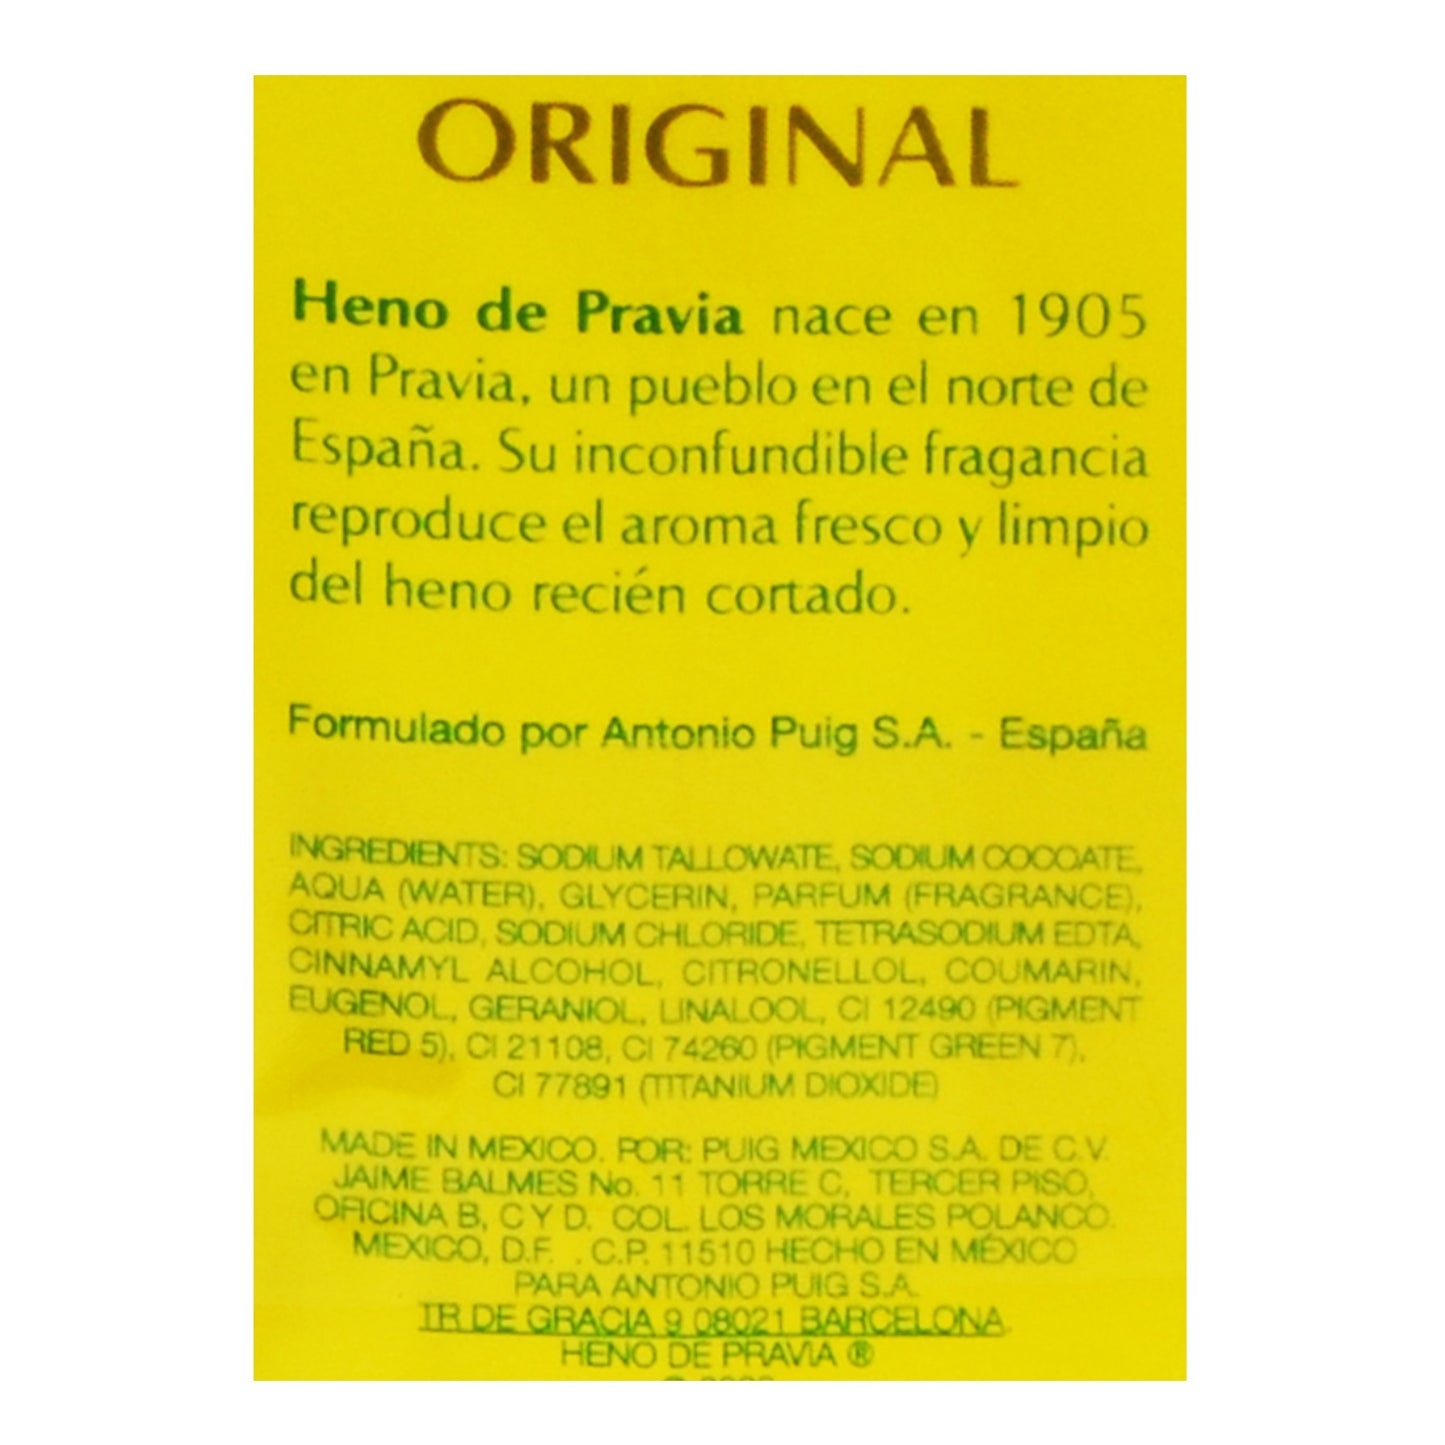 ORIGINAL
Heno de Pravia nace en 1905
en Pravia, un pueblo en el norte de
España. Su inconfundible fragancia
reproduce el aroma fresco y limpio
del heno recién cortado.
Formulado por Antonio Puig S.A. - España
INGREDIENTS: SODIUM TALLOWATE, SODIUM COCOATE,
AQUA (WATER), GLYCERIN, PARFUM (FRAGRANCE),
CITRIC ACID, SODIUM CHLORIDE, TETRASODIUM EDTA,
CINNAMYL ALCOHOL, CITRONELLOL, COUMARIN,
EUGENOL, GERANIOL, LINALOOL, CI 12490 (PIGMENT
RED 5), CI 21108, CI 74260 (PIGMENT GREEN 7),
CI 77891 (TITANIUM DIOXIDE)
MADE IN MEXICO. POR: PUIG MEXICO S.A. DE C.V.
JAIME BALMES No. 11 TORRE C, TERCER PISO,
OFICINA B, C Y D. COL. LOS MORALES POLANCO.
MEXICO, D.F. . C.P. 11510 HECHO EN MÉXICO
PARA ANTONIO PUIG S.A.
TR DE GRACIA 9 08021 BARCELONA.
HENO DE PRAVIA ®